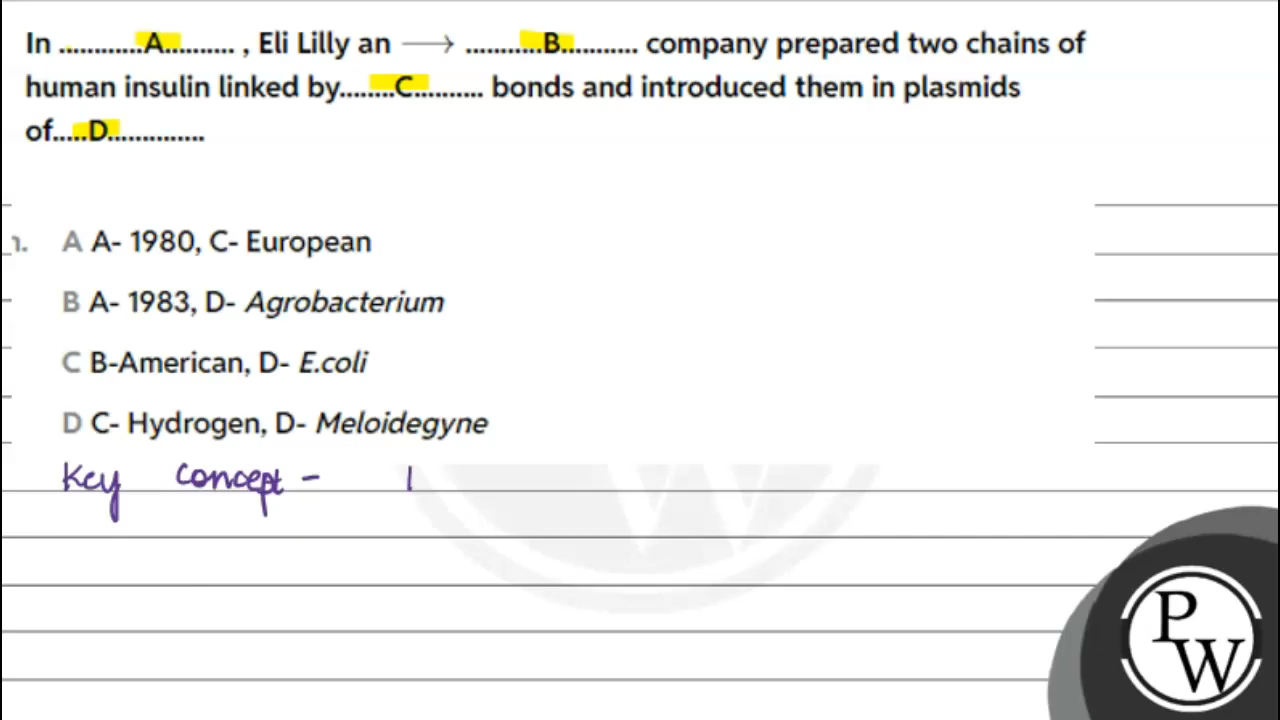 In ............A.......... , Eli Lilly an ⟶ ...........B........... company prepared two chains of
human insulin linked by........C.......... bonds and introduced them in plasmids
of.....D..............
A A- 1980, C- European
B A- 1983, D- Agrobacterium
C B-American, D- E.coli
D C- Hydrogen, D- Meloidegyne
Key concept -
PW